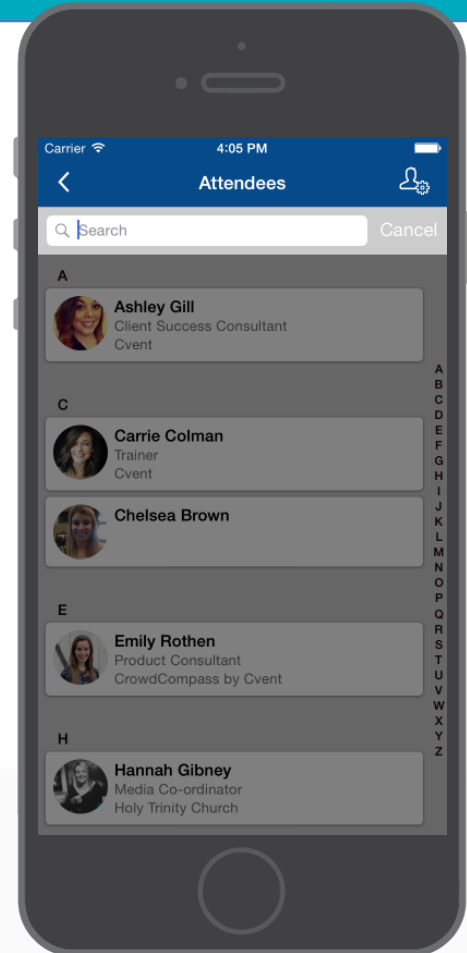 Carrier 4:05 PM
Attendees
Search Cancel
A
Ashley Gill
Client Success Consultant
Cvent
C
Carrie Colman
Trainer
Cvent
Chelsea Brown
E
Emily Rothen
Product Consultant
CrowdCompass by Cvent
H
Hannah Gibney
Media Co-ordinator
Holy Trinity Church
A
B
C
D
E
F
G
H
I
J
K
L
M
N
O
P
Q
R
S
T
U
V
W
X
Y
Z